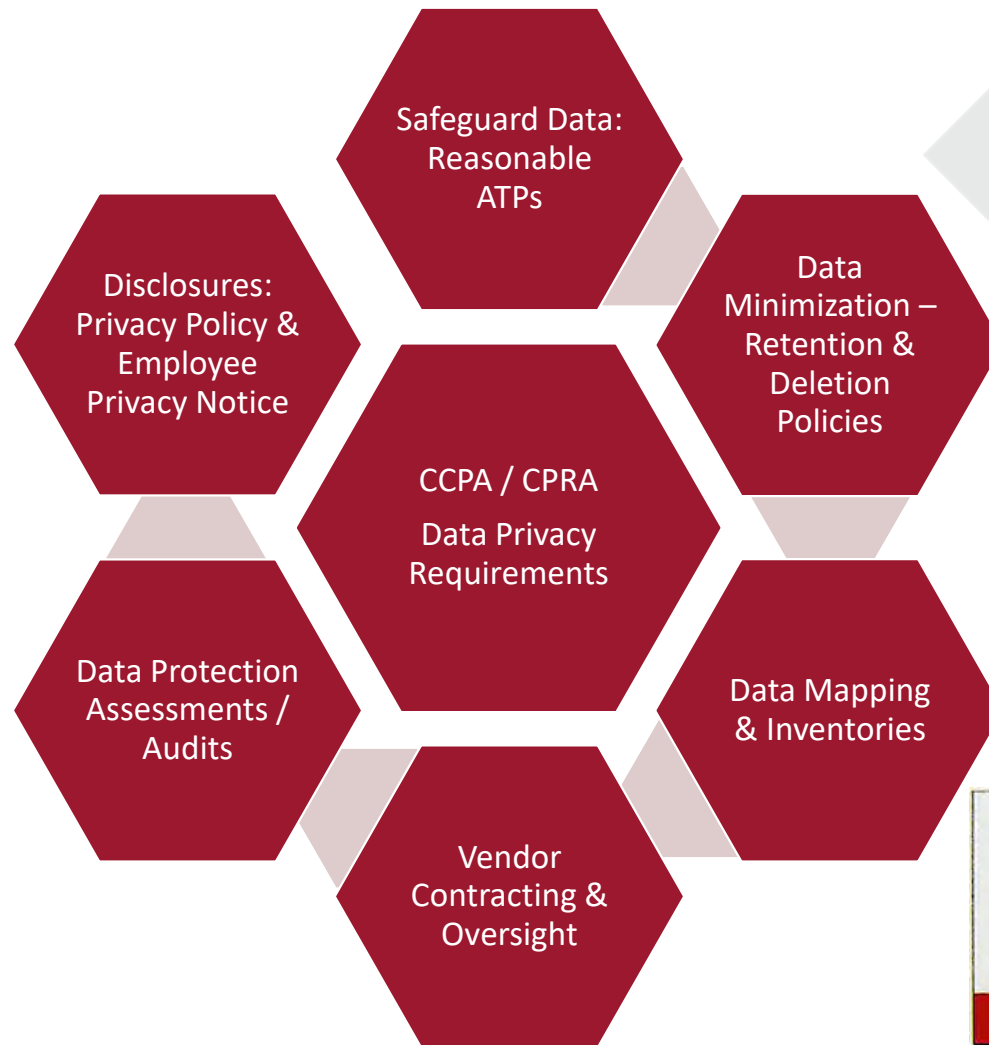 Safeguard Data:
Reasonable
ATPs
Disclosures:
Privacy Policy &
Employee
Privacy Notice
Data
Minimization –
Retention &
Deletion
Policies
CCPA / CPRA
Data Privacy
Requirements
Data Protection
Assessments /
Audits
Data Mapping
& Inventories
Vendor
Contracting &
Oversight